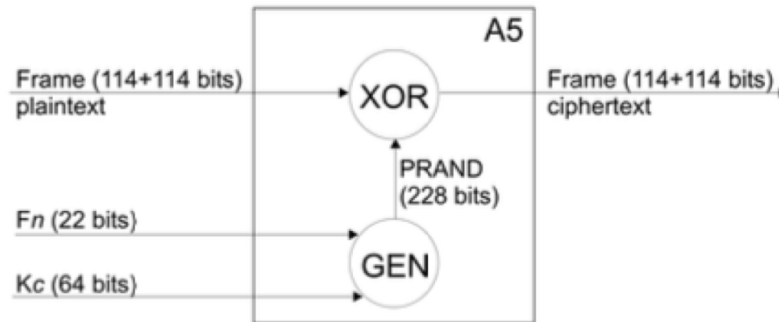 A5
Frame (114+114 bits)
plaintext
XOR
Frame (114+114 bits)
ciphertext
PRAND
(228 bits)
Fn (22 bits}
GEN
Kc (64 bits}